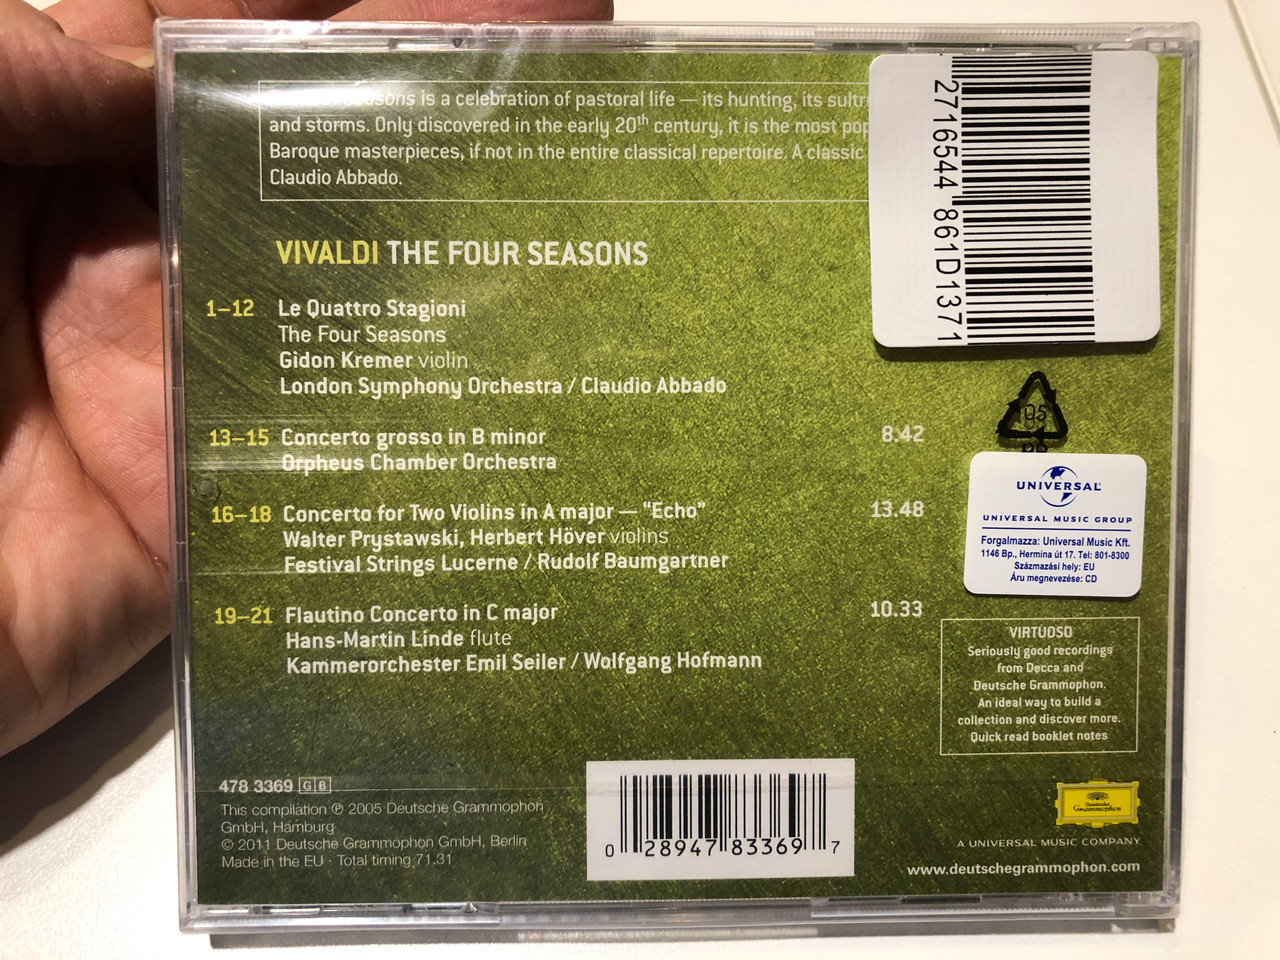 Seasons is a celebration of pastoral life — its hunting, its
and storms. Only discovered in the early 20th century, it is the most
Baroque masterpieces, if not in the entire classical repertoire. A classic
Claudio Abbado.
2716544 861D1371
VIVALDI THE FOUR SEASONS
1–12 Le Quattro Stagioni
The Four Seasons
Gidon Kremer violin
London Symphony Orchestra / Claudio Abbado
13–15 Concerto grosso in B minor 8.42
Orpheus Chamber Orchestra
16–18 Concerto for Two Violins in A major — “Echo” 13.48
Walter Prystawski, Herbert Höver violins
Festival Strings Lucerne / Rudolf Baumgartner
19–21 Flautino Concerto in C major 10.33
Hans-Martin Linde flute
Kammerorchester Emil Seiler / Wolfgang Hofmann
05
UNIVERSAL
UNIVERSAL MUSIC GROUP
Forgalmazza: Universal Music Kft.
1146 Bp., Hermina út 17. Tel: 801-8300
Származási hely: EU
Áru megnevezése: CD
VIRTUOSO
Seriously good recordings
from Decca and
Deutsche Grammophon.
An ideal way to build a
collection and discover more.
Quick read booklet notes
478 3369 G B
This compilation ℗ 2005 Deutsche Grammophon
GmbH, Hamburg
© 2011 Deutsche Grammophon GmbH, Berlin
Made in the EU · Total timing 71.31
0 28947 83369 7
Deutsche
Grammophon
A UNIVERSAL MUSIC COMPANY
www.deutschegrammophon.com